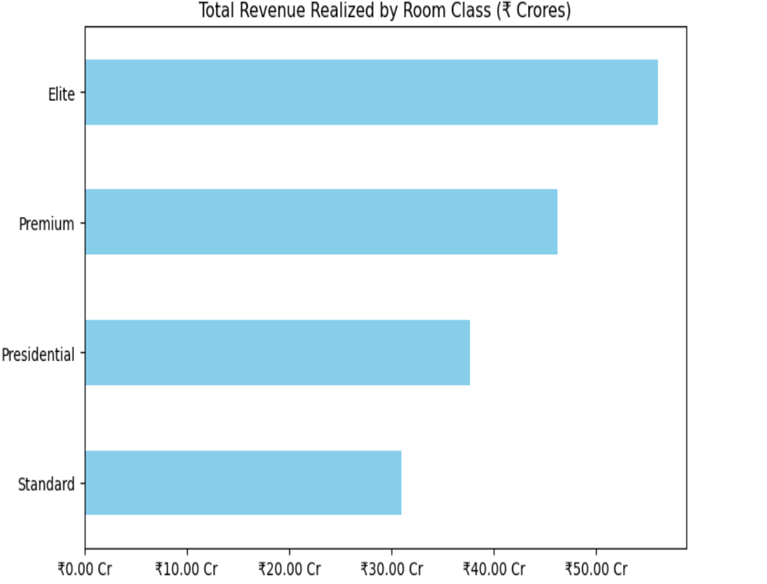 Total Revenue Realized by Room Class (₹ Crores)
Elite
Premium
Presidential
Standard
₹0.00 Cr ₹10.00 Cr ₹20.00 Cr ₹30.00 Cr ₹40.00 Cr ₹50.00 Cr